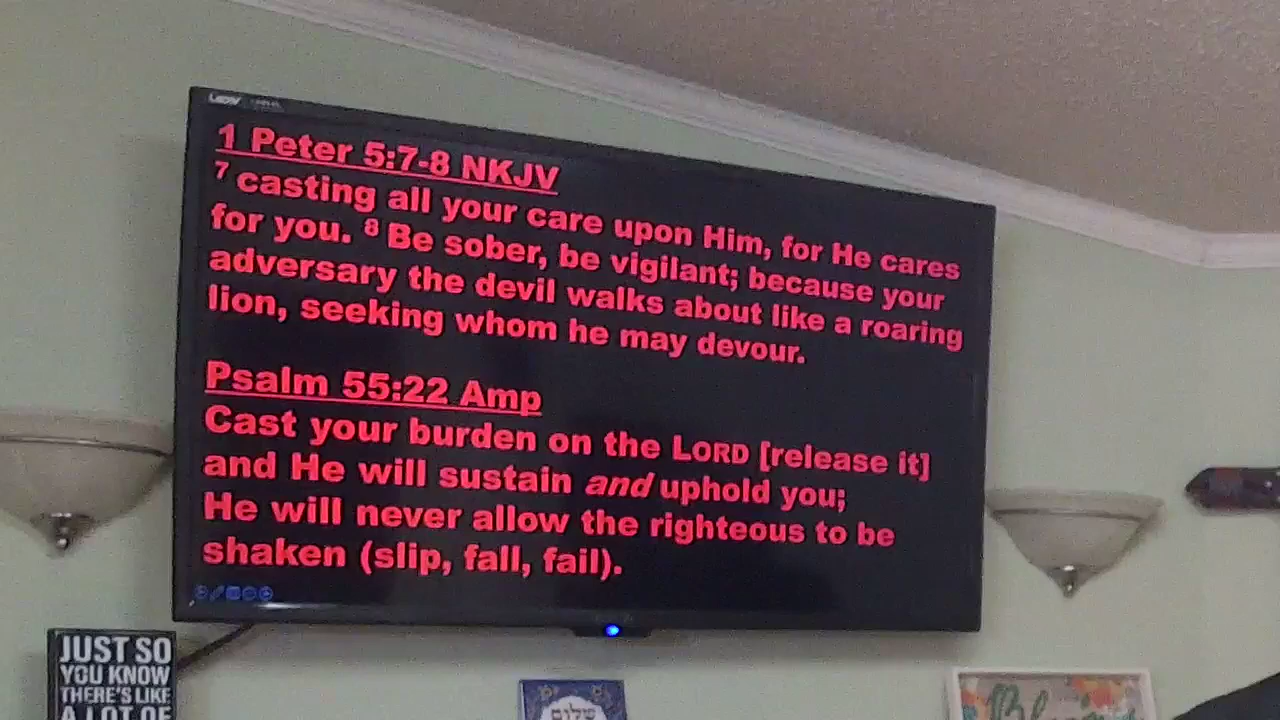 1 Peter 5:7-8 NKJV
7 casting all your care upon Him, for He cares
for you. 8 Be sober, be vigilant; because your
adversary the devil walks about like a roaring
lion, seeking whom he may devour.
Psalm 55:22 Amp
Cast your burden on the LORD [release it]
and He will sustain and uphold you;
He will never allow the righteous to be
shaken (slip, fall, fail).
JUST SO
YOU KNOW
THERE'S LIKE
A LOT OF
שלום